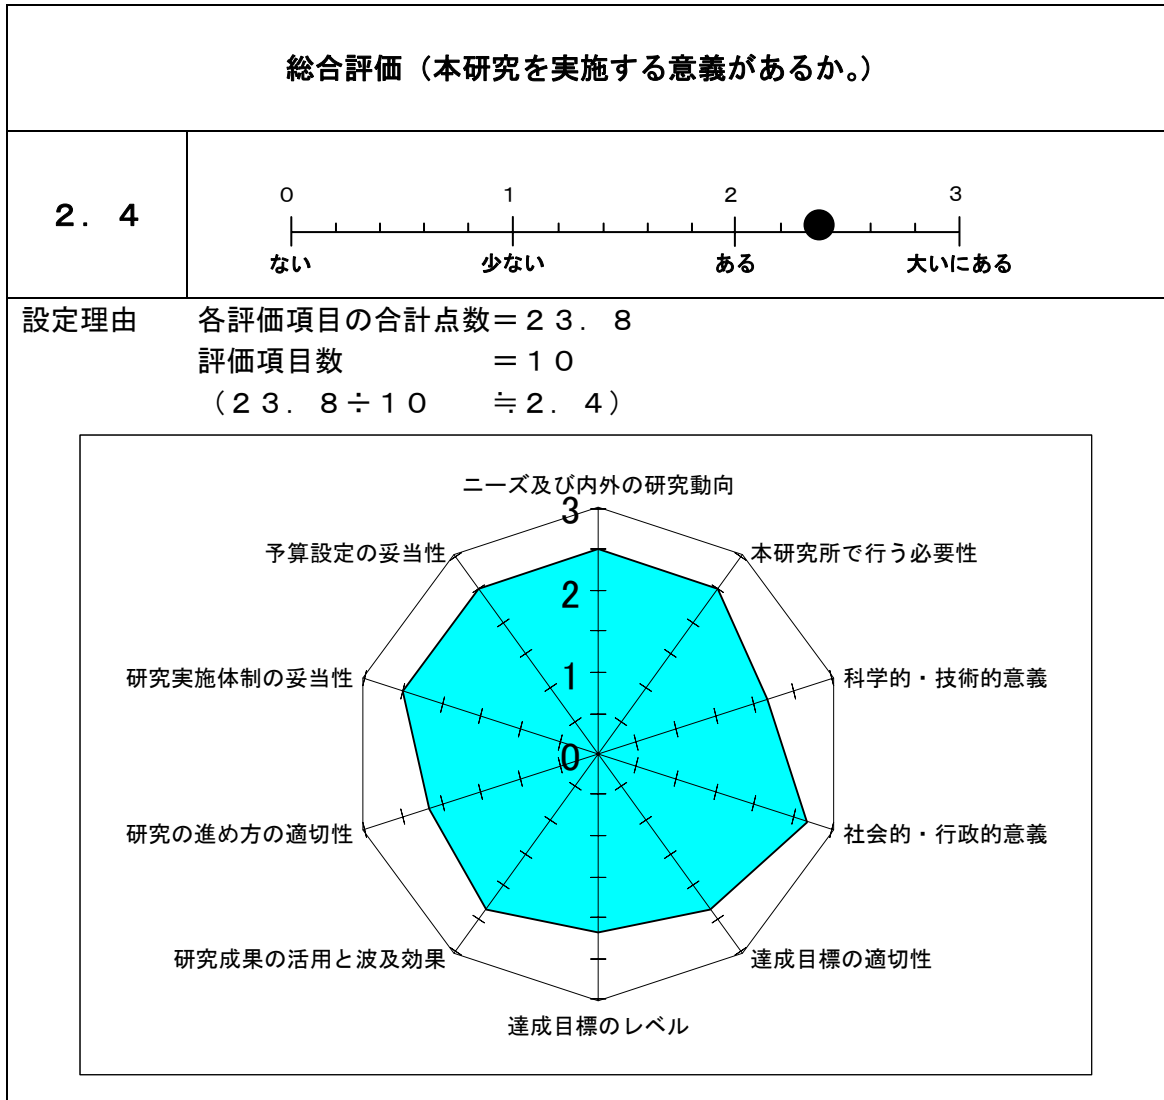 総合評価（本研究を実施する意義があるか。）
２．４
0 1 2 3
ない 少ない ある 大いにある
設定理由 各評価項目の合計点数＝２３．８
評価項目数 ＝１０
（２３．８÷１０ ≒２．４）
ニーズ及び内外の研究動向
3
予算設定の妥当性 本研究所で行う必要性
2
研究実施体制の妥当性 1 科学的・技術的意義
0
研究の進め方の適切性 社会的・行政的意義
研究成果の活用と波及効果 達成目標の適切性
達成目標のレベル